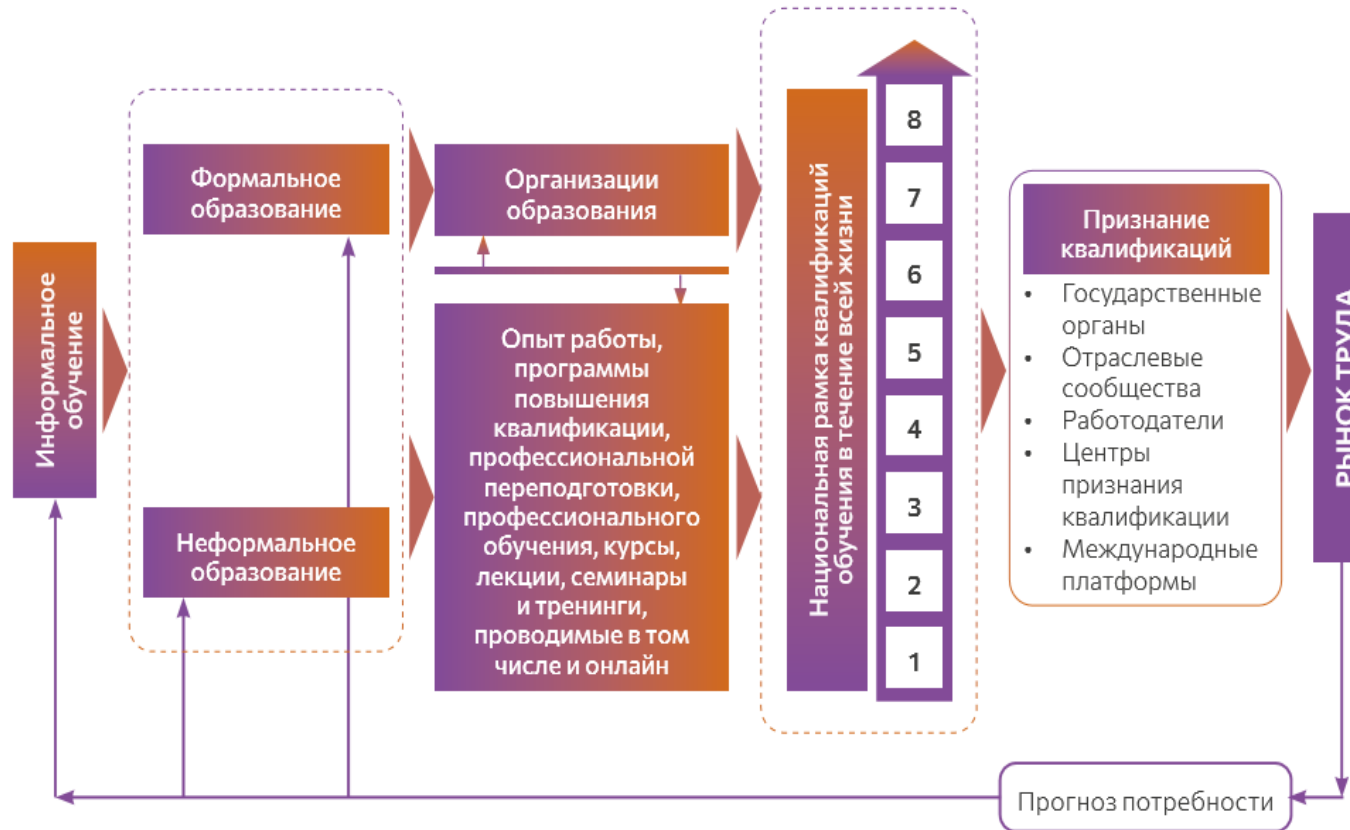 Информальное
обучение
Формальное
образование
Неформальное
образование
Организации
образования
Опыт работы,
программы
повышения
квалификации,
профессиональной
переподготовки,
профессионального
обучения, курсы,
лекции, семинары
и тренинги,
проводимые в том
числе и онлайн
Национальная рамка квалификаций
обучения в течение всей жизни
8
7
6
5
4
3
2
1
Признание
квалификаций
• Государственные
органы
• Отраслевые
сообщества
• Работодатели
• Центры
признания
квалификации
• Международные
платформы
РЫНОК ТРУДА
Прогноз потребности